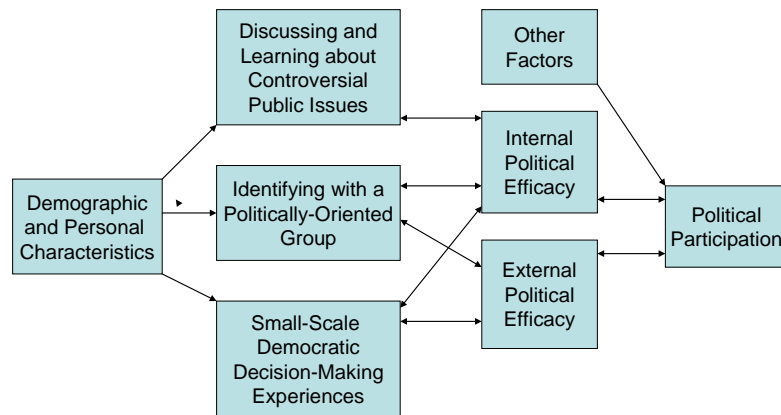 Discussing and
Learning about
Controversial
Public Issues
Other
Factors
Internal
Political
Efficacy
Demographic
and Personal
Characteristics
Identifying with a
Politically-Oriented
Group
Political
Participation
External
Political
Efficacy
Small-Scale
Democratic
Decision-Making
Experiences